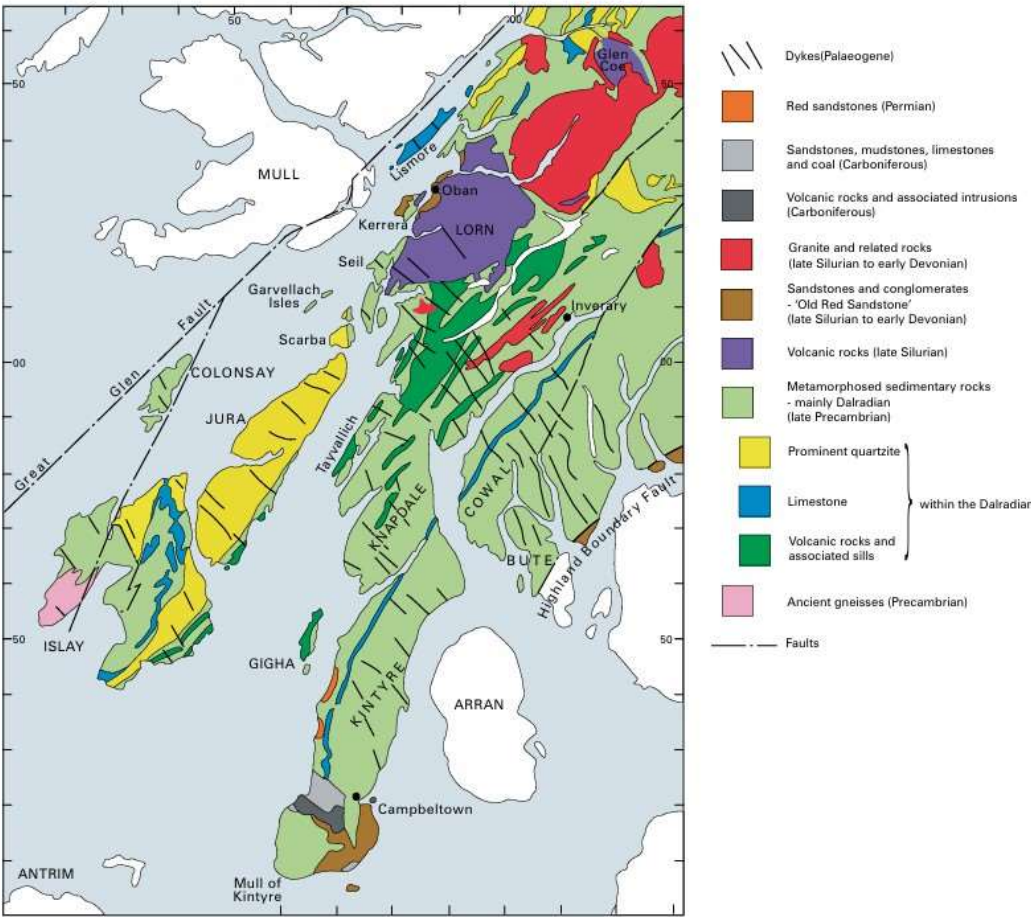 50
00
50
Glen
Coe
50
Lismore
MULL
Oban
Kerrera
LORN
Seil
Garvellach
Isles
Inverary
Scarba
00
00
Great Glen Fault
COLONSAY
JURA
Tayvallich
KNAPDALE
COWAL
BUTE
Highland Boundary Fault
ISLAY
50
50
GIGHA
KINTYRE
ARRAN
Campbeltown
ANTRIM
Mull of
Kintyre
Dykes(Palaeogene)
Red sandstones (Permian)
Sandstones, mudstones, limestones
and coal (Carboniferous)
Volcanic rocks and associated intrusions
(Carboniferous)
Granite and related rocks
(late Silurian to early Devonian)
Sandstones and conglomerates
- ‘Old Red Sandstone’
(late Silurian to early Devonian)
Volcanic rocks (late Silurian)
Metamorphosed sedimentary rocks
- mainly Dalradian
(late Precambrian)
Prominent quartzite
Limestone
within the Dalradian
Volcanic rocks and
associated sills
Ancient gneisses (Precambrian)
Faults